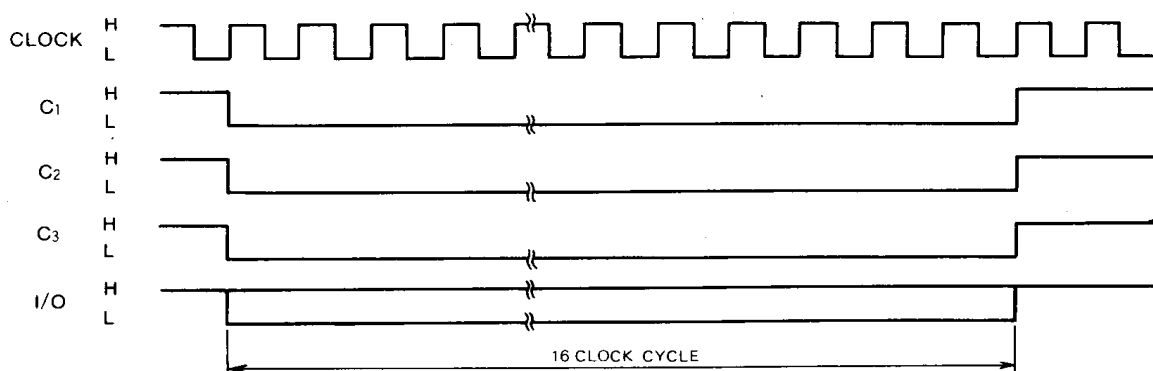 CLOCK H
L
C1 H
L
C2 H
L
C3 H
L
I/O H
L
16 CLOCK CYCLE